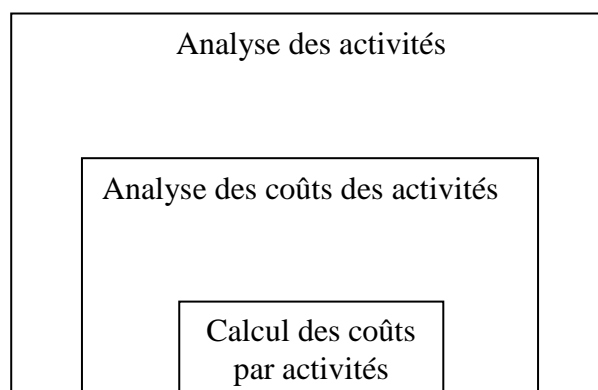 Analyse des activités
Analyse des coûts des activités
Calcul des coûts
par activités